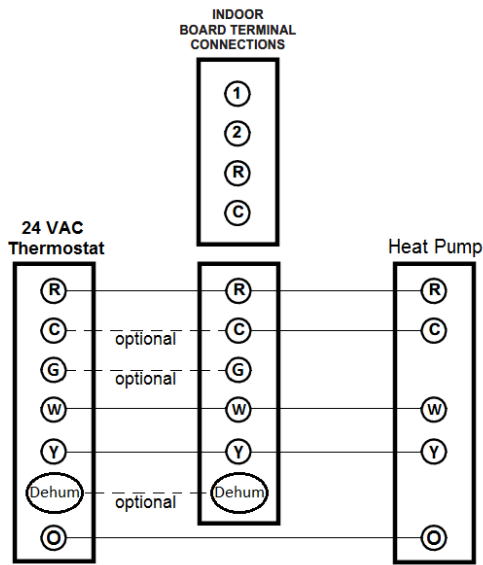 INDOOR
BOARD TERMINAL
CONNECTIONS
1
2
R
C
24 VAC
Thermostat
Heat Pump
R R R
C optional C C
G optional G
W W W
Y Y Y
Dehum optional Dehum
O O